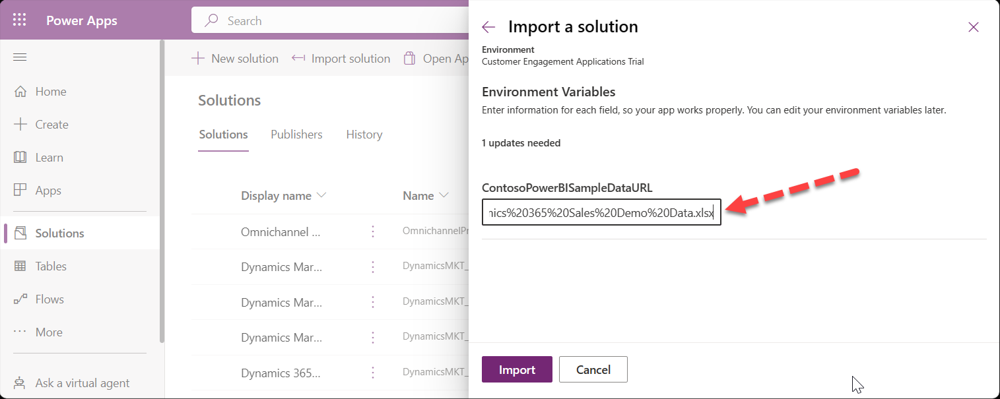 Power Apps
Search
Home
Create
Learn
Apps
Solutions
Tables
Flows
More
Ask a virtual agent
New solution
Import solution
Open Ap
Solutions
Solutions
Publishers
History
Display name
Name
Omnichannel ...
OmnichannelPr
Dynamics Mar...
DynamicsMKT_
Dynamics Mar...
DynamicsMKT_
Dynamics Mar...
DynamicsMKT_
Dynamics 365...
DynamicsMKT_
Import a solution
Environment
Customer Engagement Applications Trial
Environment Variables
Enter information for each field, so your app works properly. You can edit your environment variables later.
1 updates needed
ContosoPowerBISampleDataURL
nics%20365%20Sales%20Demo%20Data.xlsx
Import
Cancel